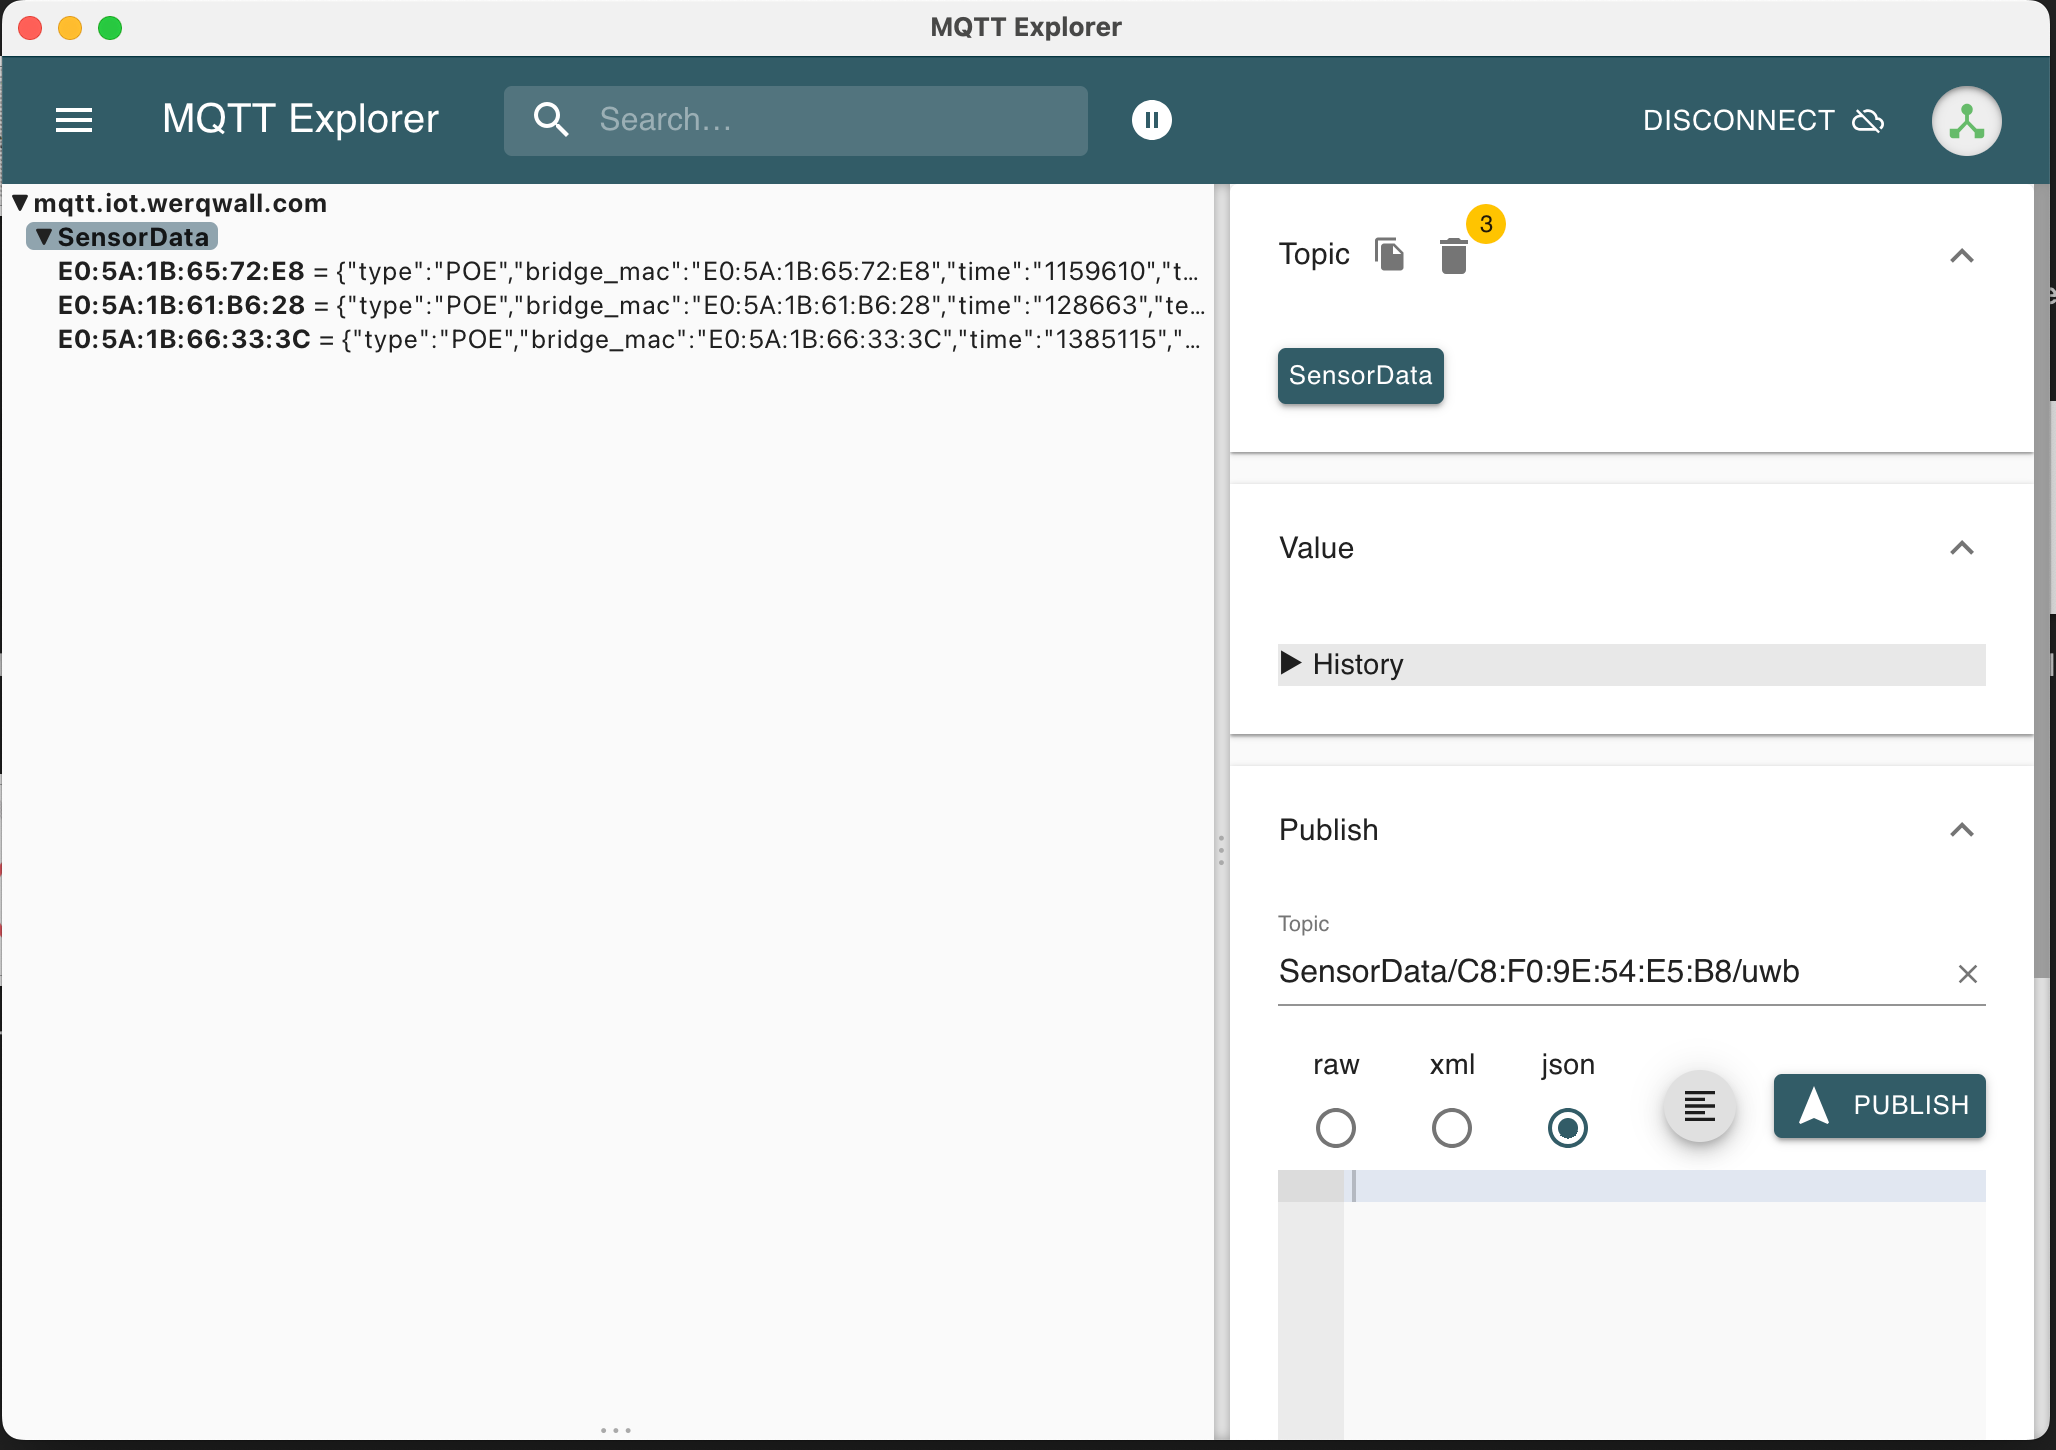 MQTT Explorer
MQTT Explorer
Search...
DISCONNECT
▼mqtt.iot.werqwall.com
▼SensorData
E0:5A:1B:65:72:E8 = {"type":"POE","bridge_mac":"E0:5A:1B:65:72:E8","time":"1159610","t...
E0:5A:1B:61:B6:28 = {"type":"POE","bridge_mac":"E0:5A:1B:61:B6:28","time":"128663","te...
E0:5A:1B:66:33:3C = {"type":"POE","bridge_mac":"E0:5A:1B:66:33:3C","time":"1385115","...
Topic
3
SensorData
Value
▶ History
Publish
Topic
SensorData/C8:F0:9E:54:E5:B8/uwb
raw xml json
PUBLISH